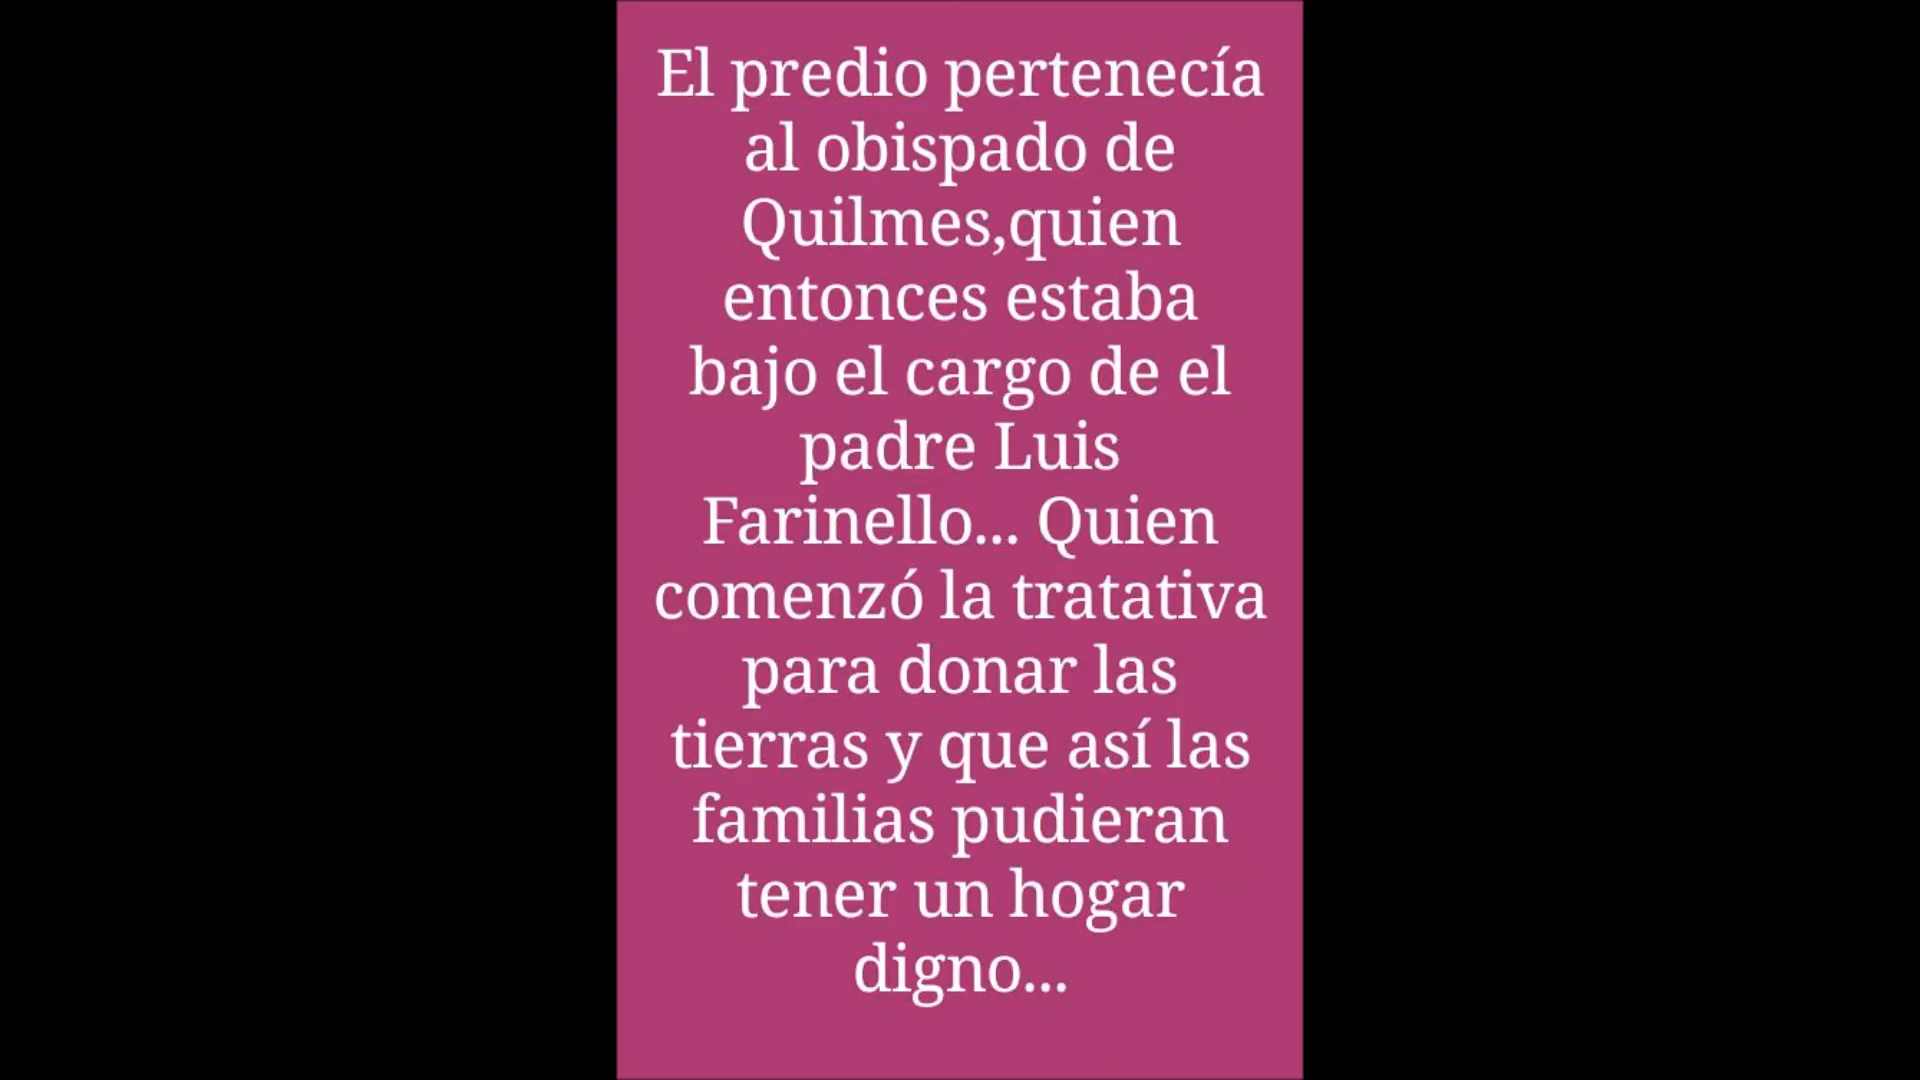 El predio pertenecía
al obispado de
Quilmes,quien
entonces estaba
bajo el cargo de el
padre Luis
Farinello... Quien
comenzó la tratativa
para donar las
tierras y que así las
familias pudieran
tener un hogar
digno...